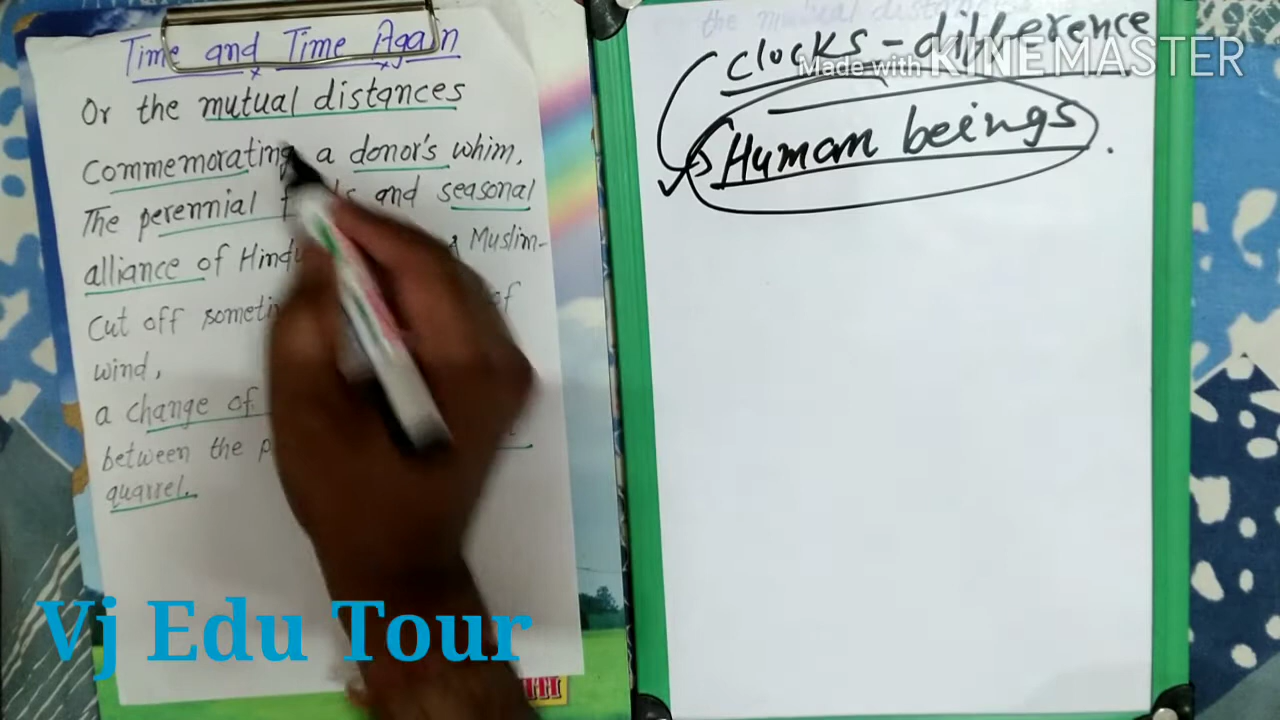 Time and Time Again
Or the mutual distances
Commemorating a donor's whim.
The perennial and seasonal
alliance of Hindu Muslim-
Cut off of
wind,
a change of
between the
quarrel.
clocks - difference
Made with KINEMASTER
Human beings.
Vj Edu Tour